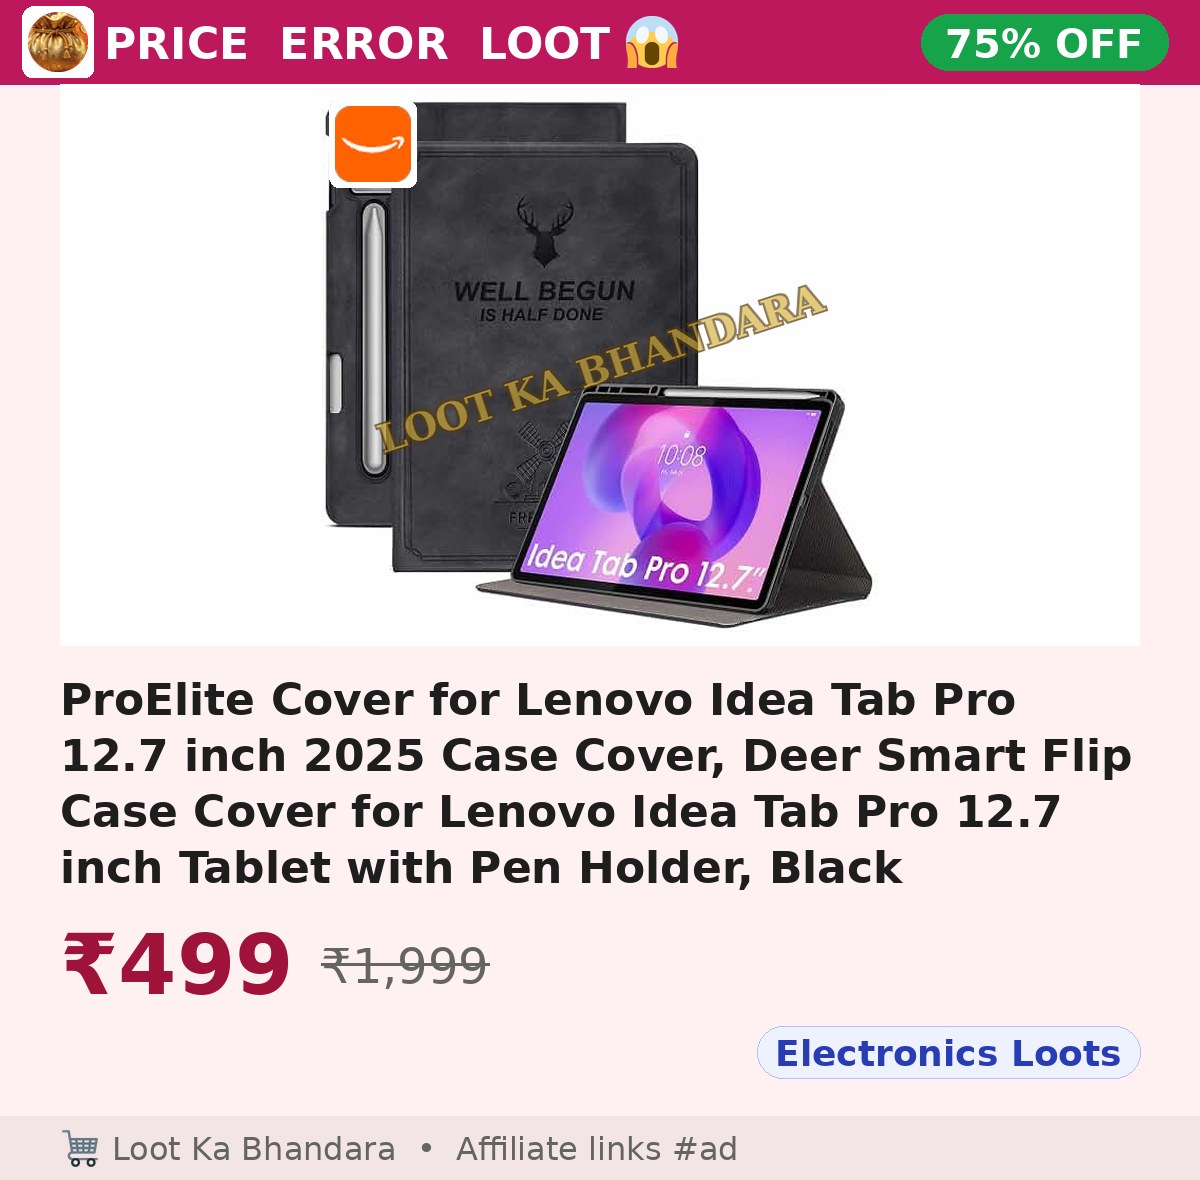 PRICE ERROR LOOT 😱
75% OFF
WELL BEGUN
IS HALF DONE
LOOT KA BHANDARA
10:08
Idea Tab Pro 12.7"
ProElite Cover for Lenovo Idea Tab Pro
12.7 inch 2025 Case Cover, Deer Smart Flip
Case Cover for Lenovo Idea Tab Pro 12.7
inch Tablet with Pen Holder, Black
₹499 ₹1,999
Electronics Loots
Loot Ka Bhandara • Affiliate links #ad